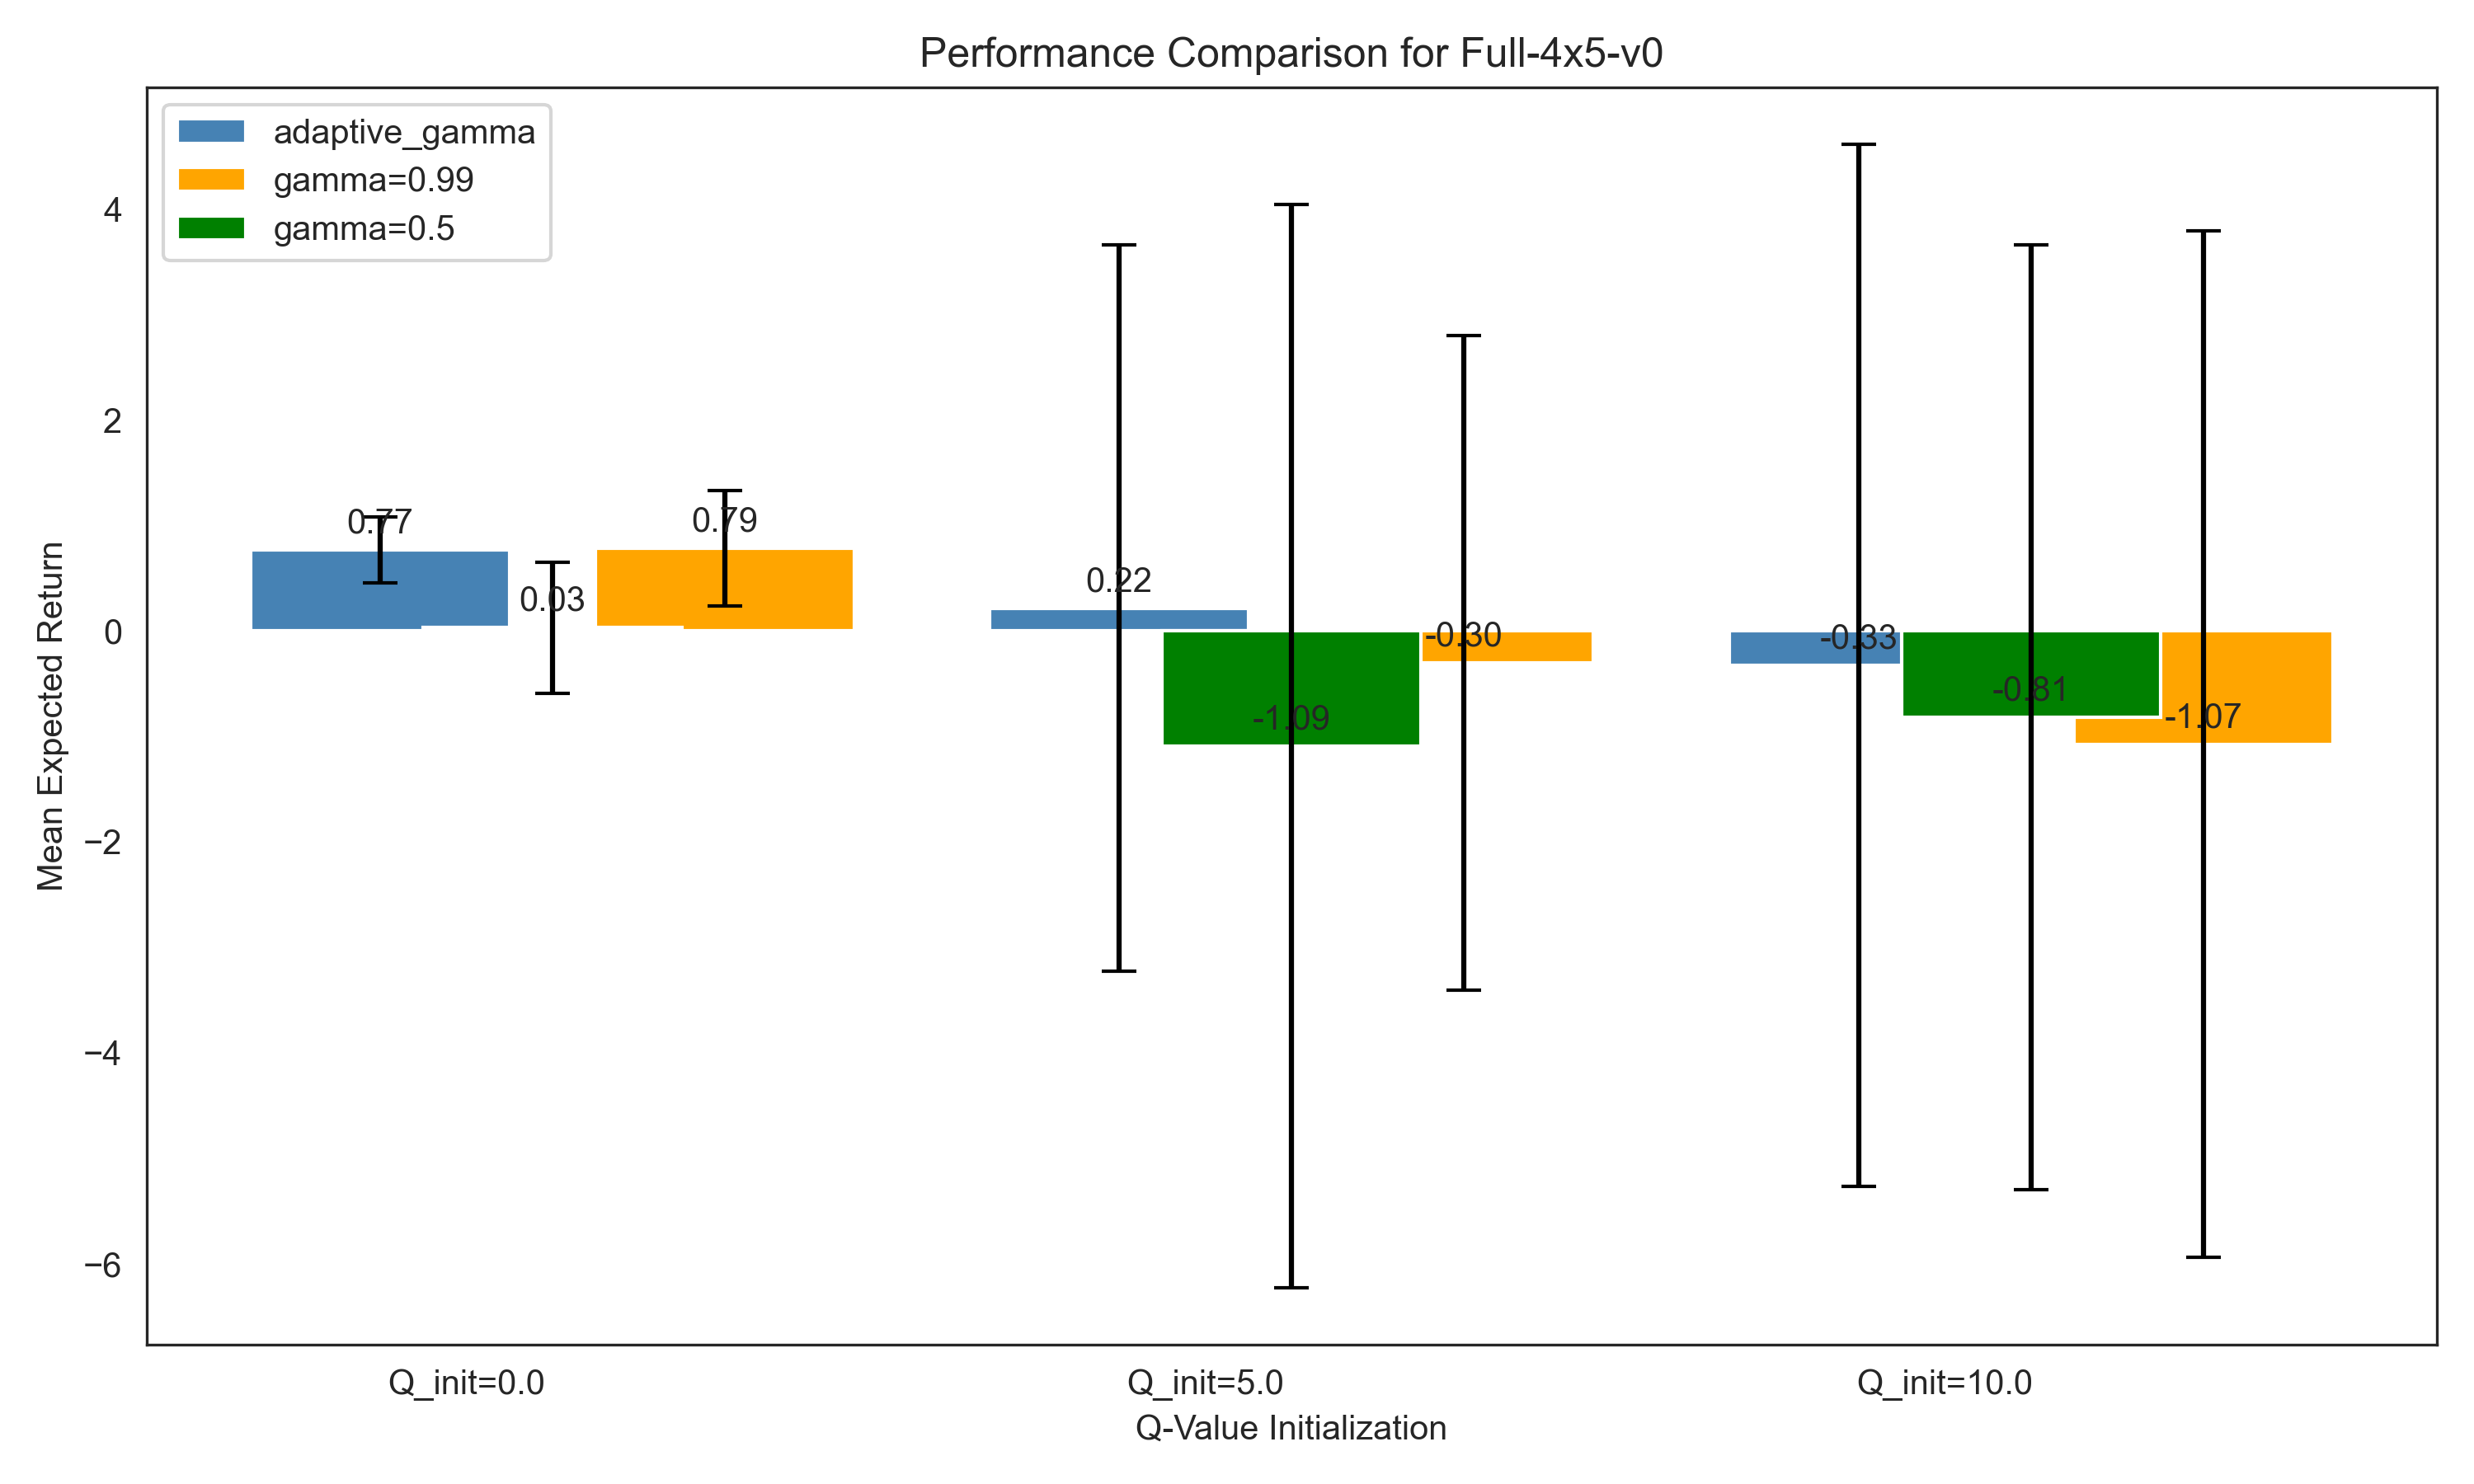 Performance Comparison for Full-4x5-v0
adaptive_gamma
gamma=0.99
gamma=0.5
Mean Expected Return
4
2
0
−2
−4
−6
0.77
0.03
0.79
0.22
-1.09
-0.30
-0.33
-0.81
-1.07
Q_init=0.0
Q_init=5.0
Q_init=10.0
Q-Value Initialization